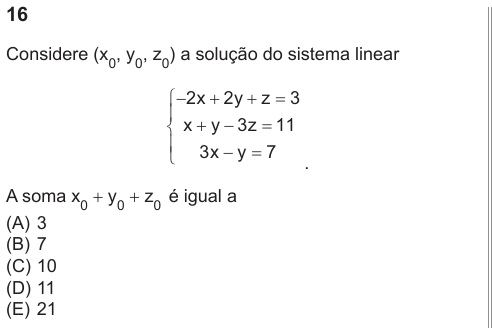 16
Considere (x₀, y₀, z₀) a solução do sistema linear
−2x + 2y + z = 3
x + y − 3z = 11
3x − y = 7
.
A soma x₀ + y₀ + z₀ é igual a
(A) 3
(B) 7
(C) 10
(D) 11
(E) 21